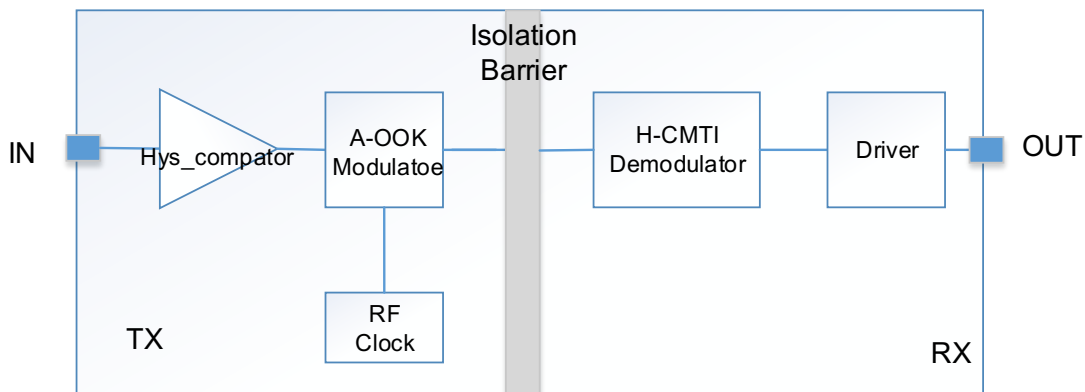 Isolation
Barrier
IN
Hys_compator
A-OOK
Modulatoe
H-CMTI
Demodulator
Driver
OUT
RF
Clock
TX
RX